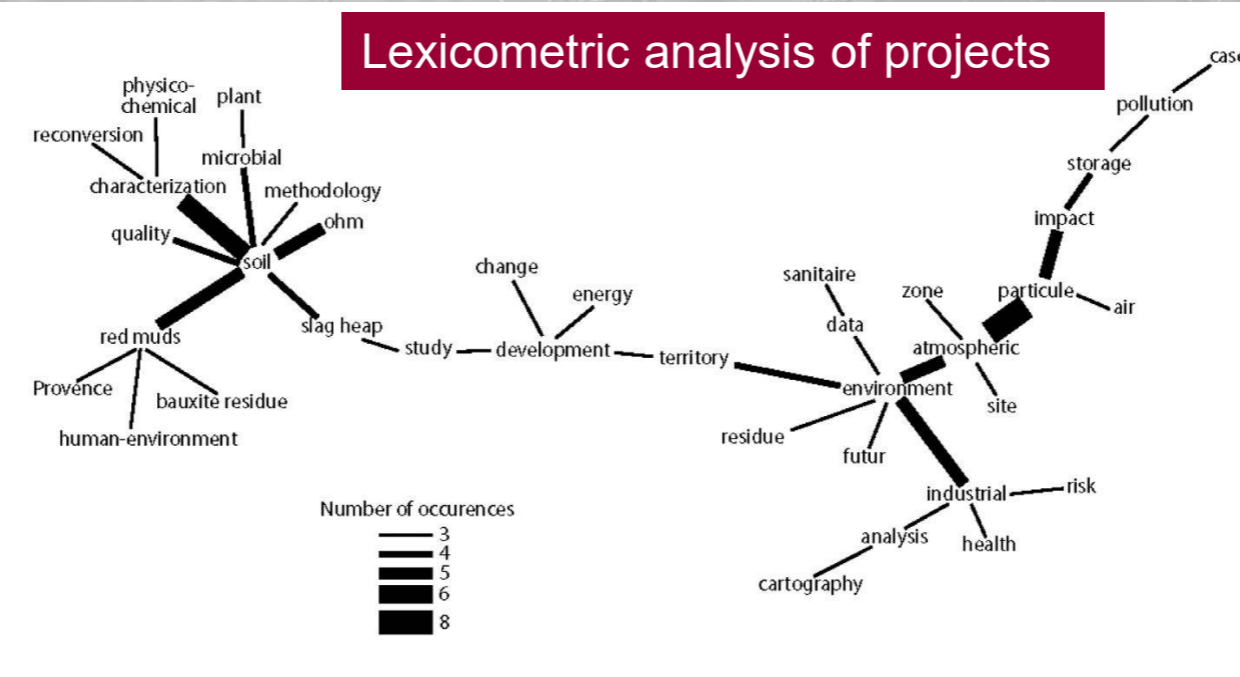 Lexicometric analysis of projects
case
physico-
chemical
plant
pollution
reconversion
microbial
storage
characterization
methodology
impact
ohm
quality
soil
change
sanitaire
zone
particule
energy
air
slag heap
data
red muds
study
development
territory
atmospheric
Provence
environment
bauxite residue
site
human-environment
residue
futur
industrial
risk
Number of occurences
3
analysis
health
4
5
cartography
6
8